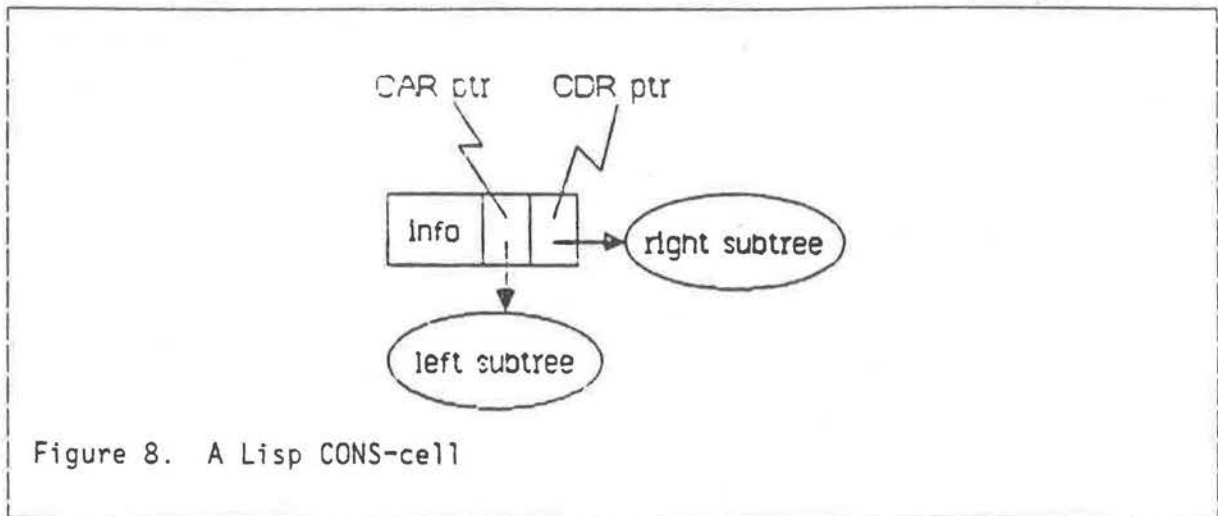 CAR ptr CDR ptr
info
right subtree
left subtree
Figure 8. A Lisp CONS-cell